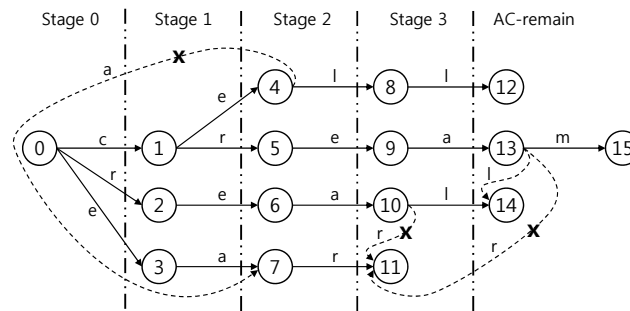 Stage 0 Stage 1 Stage 2 Stage 3 AC-remain
a X
4 l 8 l 12
e
0 c 1 r 5 e 9 a 13 m 15
r l
2 e 6 a 10 l 14
e r X r X
3 a 7 r 11